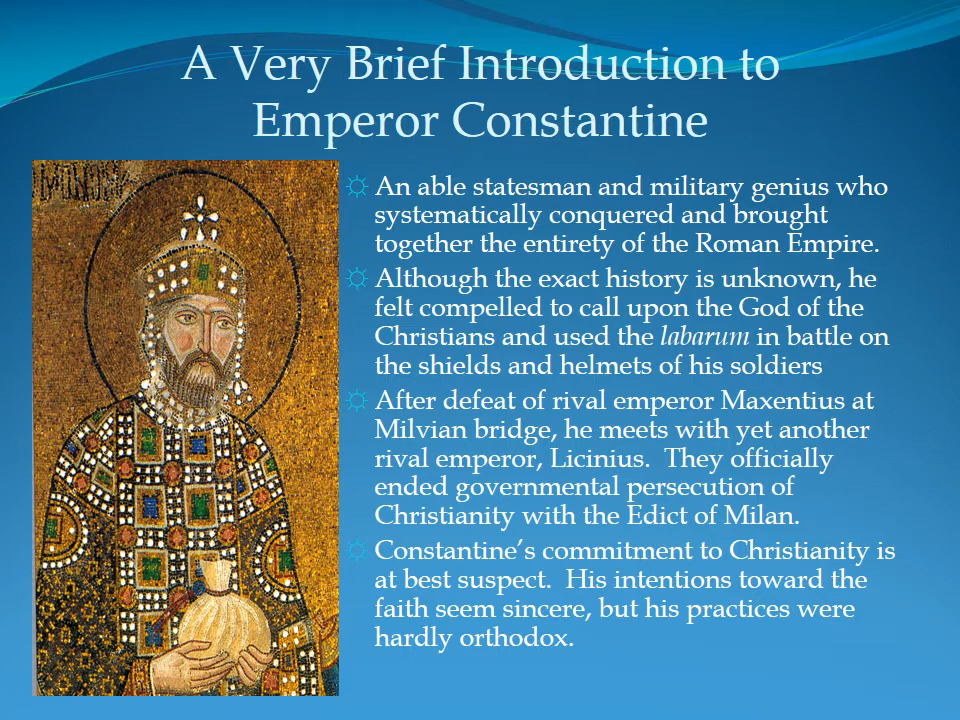 A Very Brief Introduction to
Emperor Constantine
An able statesman and military genius who
systematically conquered and brought
together the entirety of the Roman Empire.
Although the exact history is unknown, he
felt compelled to call upon the God of the
Christians and used the labarum in battle on
the shields and helmets of his soldiers
After defeat of rival emperor Maxentius at
Milvian bridge, he meets with yet another
rival emperor, Licinius.  They officially
ended governmental persecution of
Christianity with the Edict of Milan.
Constantine’s commitment to Christianity is
at best suspect.  His intentions toward the
faith seem sincere, but his practices were
hardly orthodox.